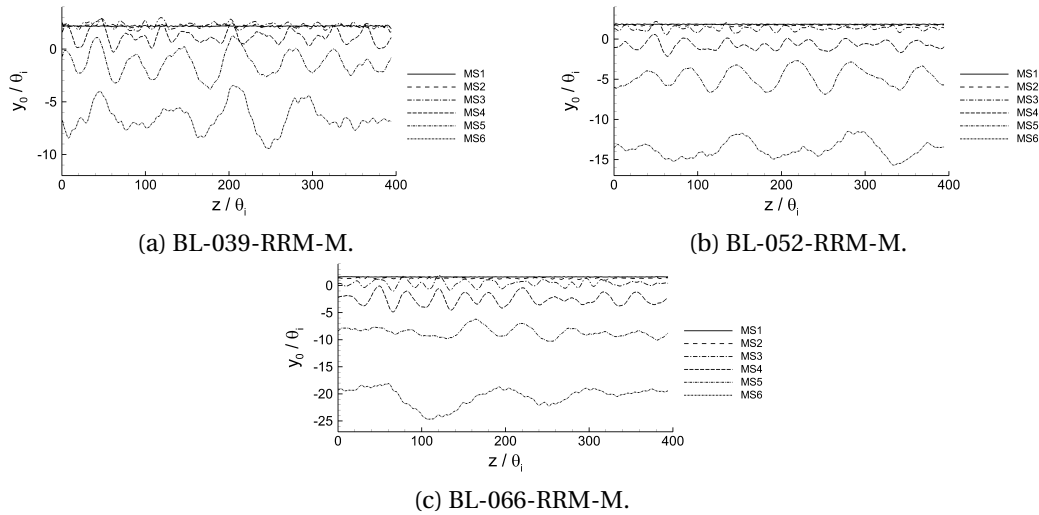 0
-5
-10
y0 / θi
0 100 200 300 400
z / θi
MS1
MS2
MS3
MS4
MS5
MS6
(a) BL-039-RRM-M.
0
-5
-10
-15
y0 / θi
0 100 200 300 400
z / θi
MS1
MS2
MS3
MS4
MS5
MS6
(b) BL-052-RRM-M.
0
-5
-10
-15
-20
-25
y0 / θi
0 100 200 300 400
z / θi
MS1
MS2
MS3
MS4
MS5
MS6
(c) BL-066-RRM-M.